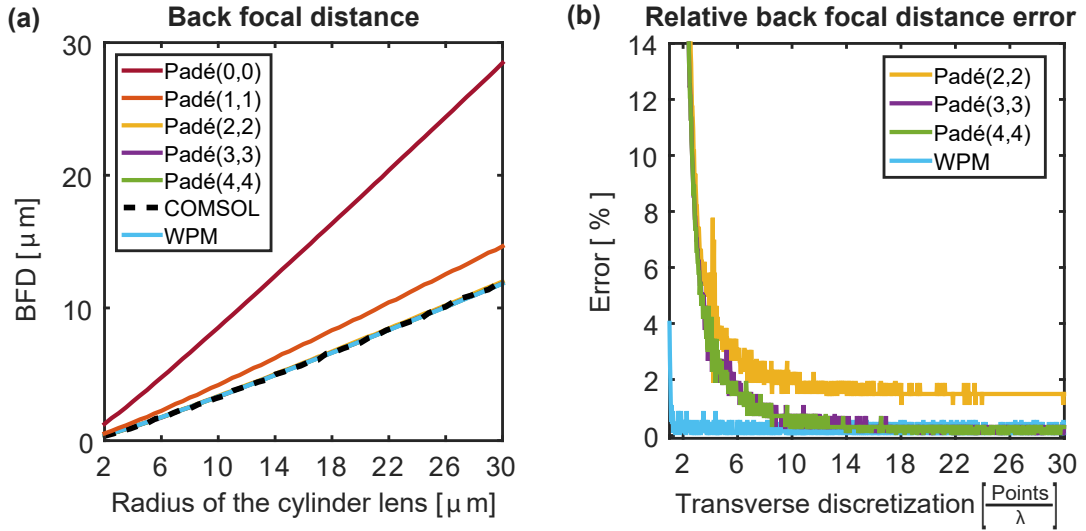 (a) Back focal distance
30
20
10
0
BFD [μm]
Padé(0,0)
Padé(1,1)
Padé(2,2)
Padé(3,3)
Padé(4,4)
COMSOL
WPM
2 6 10 14 18 22 26 30
Radius of the cylinder lens [μm]
(b) Relative back focal distance error
14
12
10
8
6
4
2
0
Error [ % ]
Padé(2,2)
Padé(3,3)
Padé(4,4)
WPM
2 6 10 14 18 22 26 30
Transverse discretization [Points/λ]